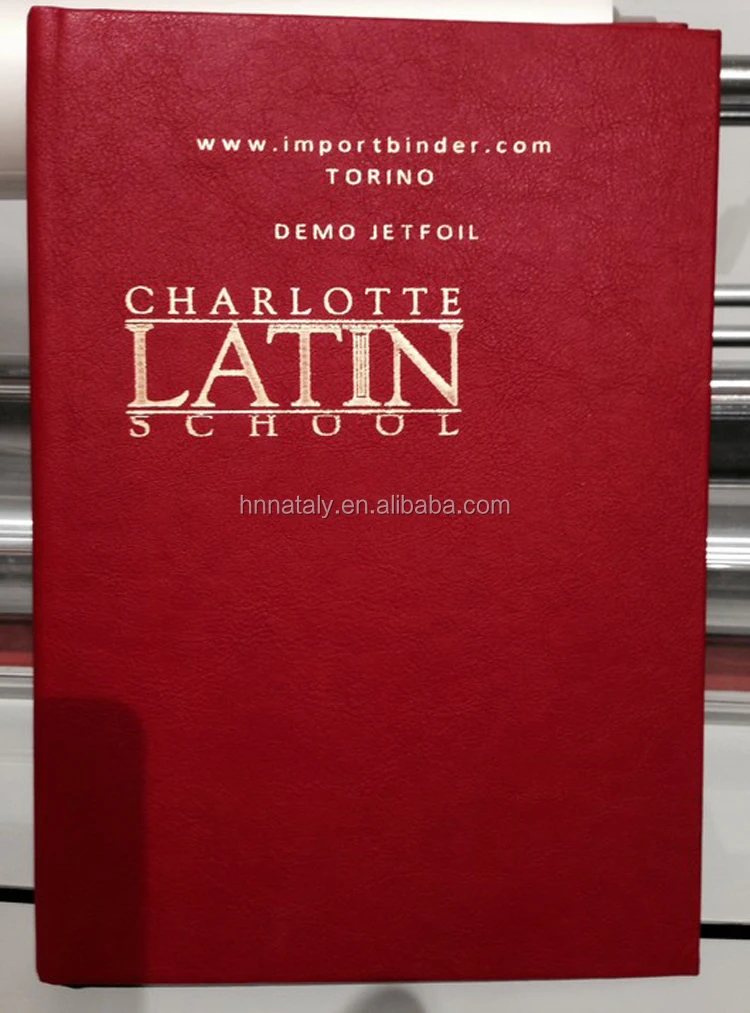 www.importbinder.com
TORINO
DEMO JETFOIL
CHARLOTTE
LATIN
SCHOOL
hnnataly.en.alibaba.com